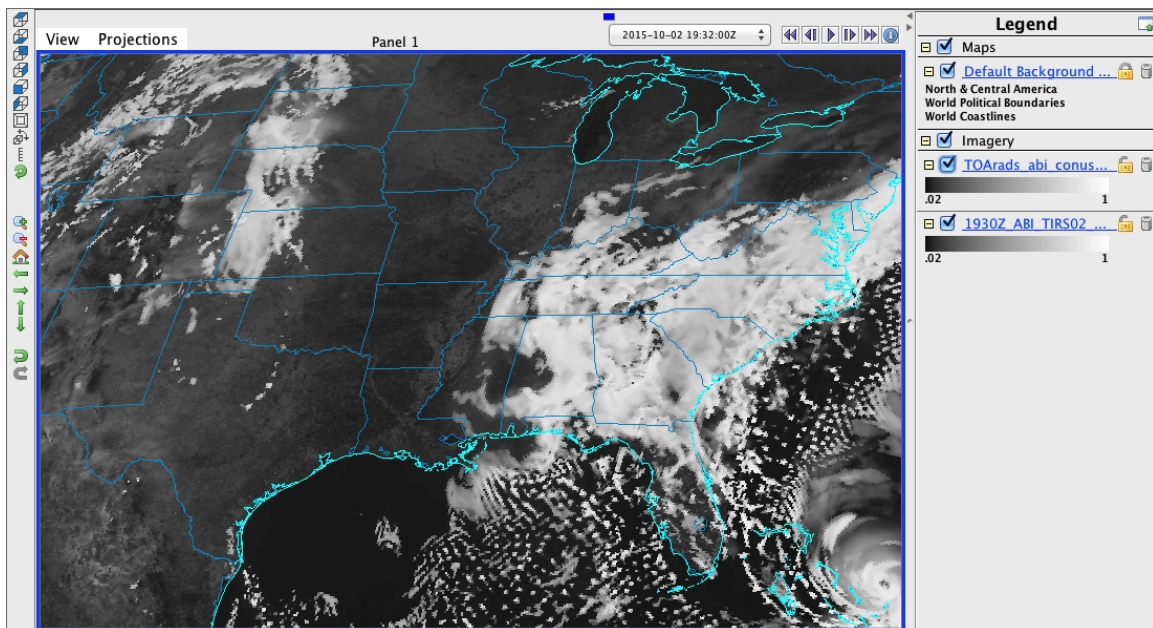 View Projections
Panel 1
2015-10-02 19:32:00Z
Legend
Maps
Default Background ...
North & Central America
World Political Boundaries
World Coastlines
Imagery
TOArads_abi_conus...
.02 1
1930Z_ABI_TIRS02_...
.02 1